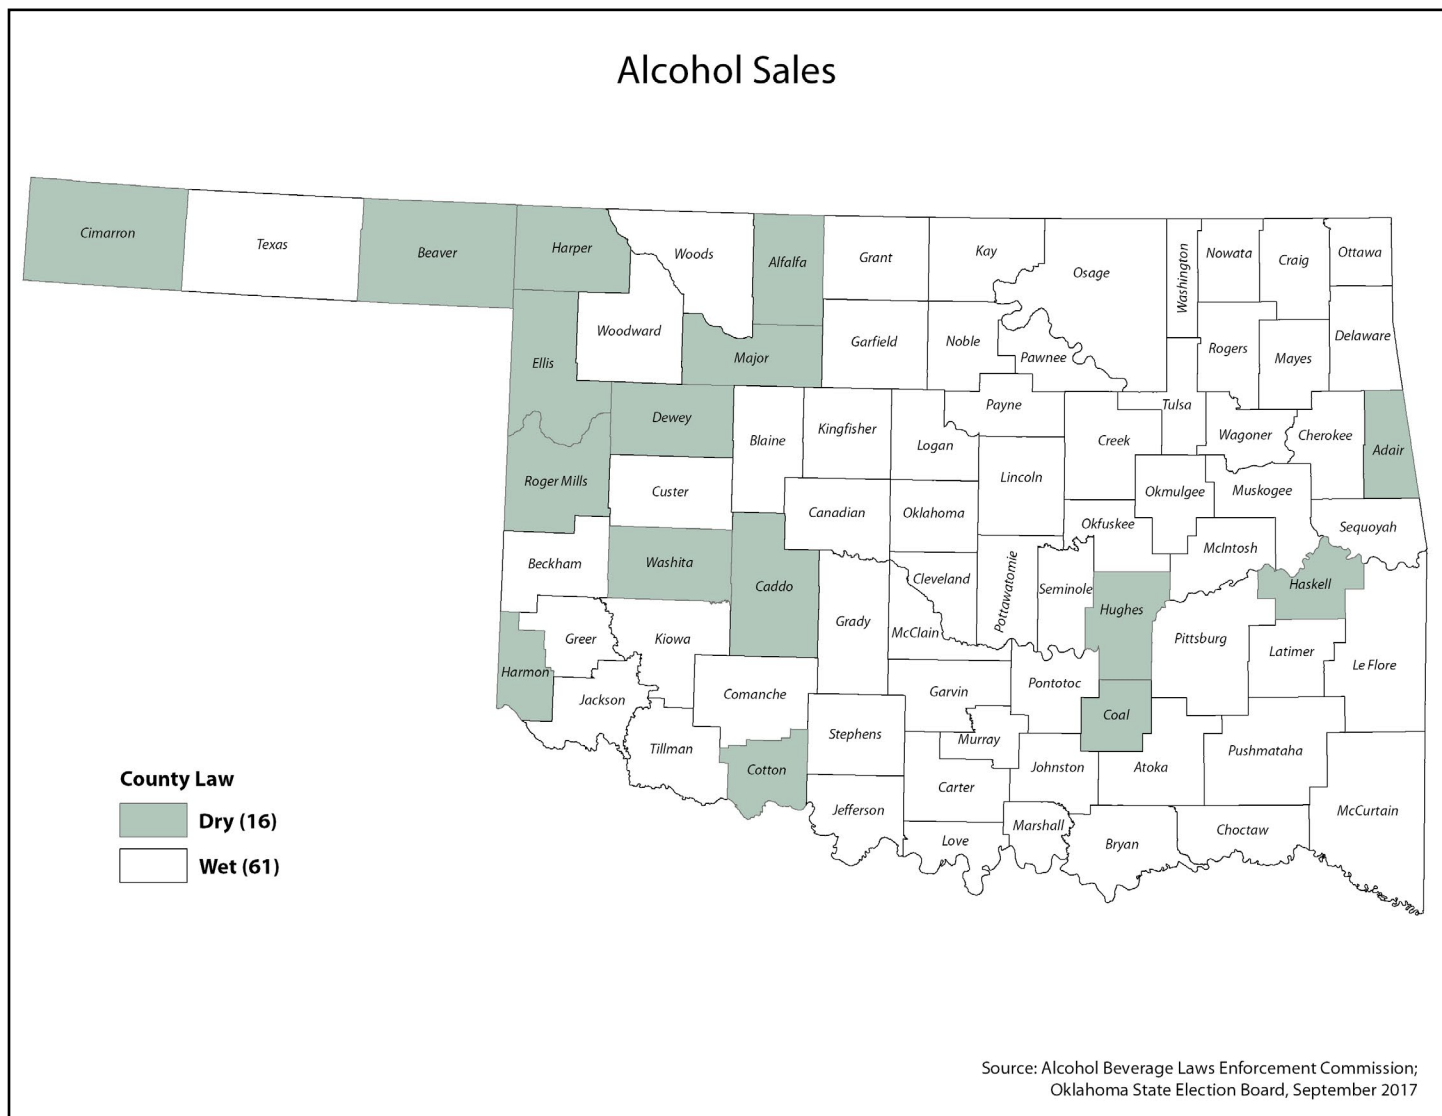 Alcohol Sales
Cimarron
Texas
Beaver
Harper
Woods
Alfalfa
Grant
Kay
Osage
Washington
Nowata
Craig
Ottawa
Ellis
Woodward
Major
Garfield
Noble
Pawnee
Rogers
Mayes
Delaware
Dewey
Blaine
Kingfisher
Logan
Payne
Creek
Tulsa
Wagoner
Cherokee
Adair
Roger Mills
Custer
Canadian
Oklahoma
Lincoln
Okmulgee
Muskogee
Okfuskee
Sequoyah
Beckham
Washita
Caddo
Cleveland
Pottawatomie
Seminole
McIntosh
Haskell
Hughes
Greer
Kiowa
Grady
McClain
Pittsburg
Latimer
Le Flore
Harmon
Jackson
Comanche
Garvin
Pontotoc
Coal
Tillman
Cotton
Stephens
Murray
Johnston
Atoka
Pushmataha
Jefferson
Carter
Love
Marshall
Bryan
Choctaw
McCurtain
County Law
Dry (16)
Wet (61)
Source: Alcohol Beverage Laws Enforcement Commission;
Oklahoma State Election Board, September 2017